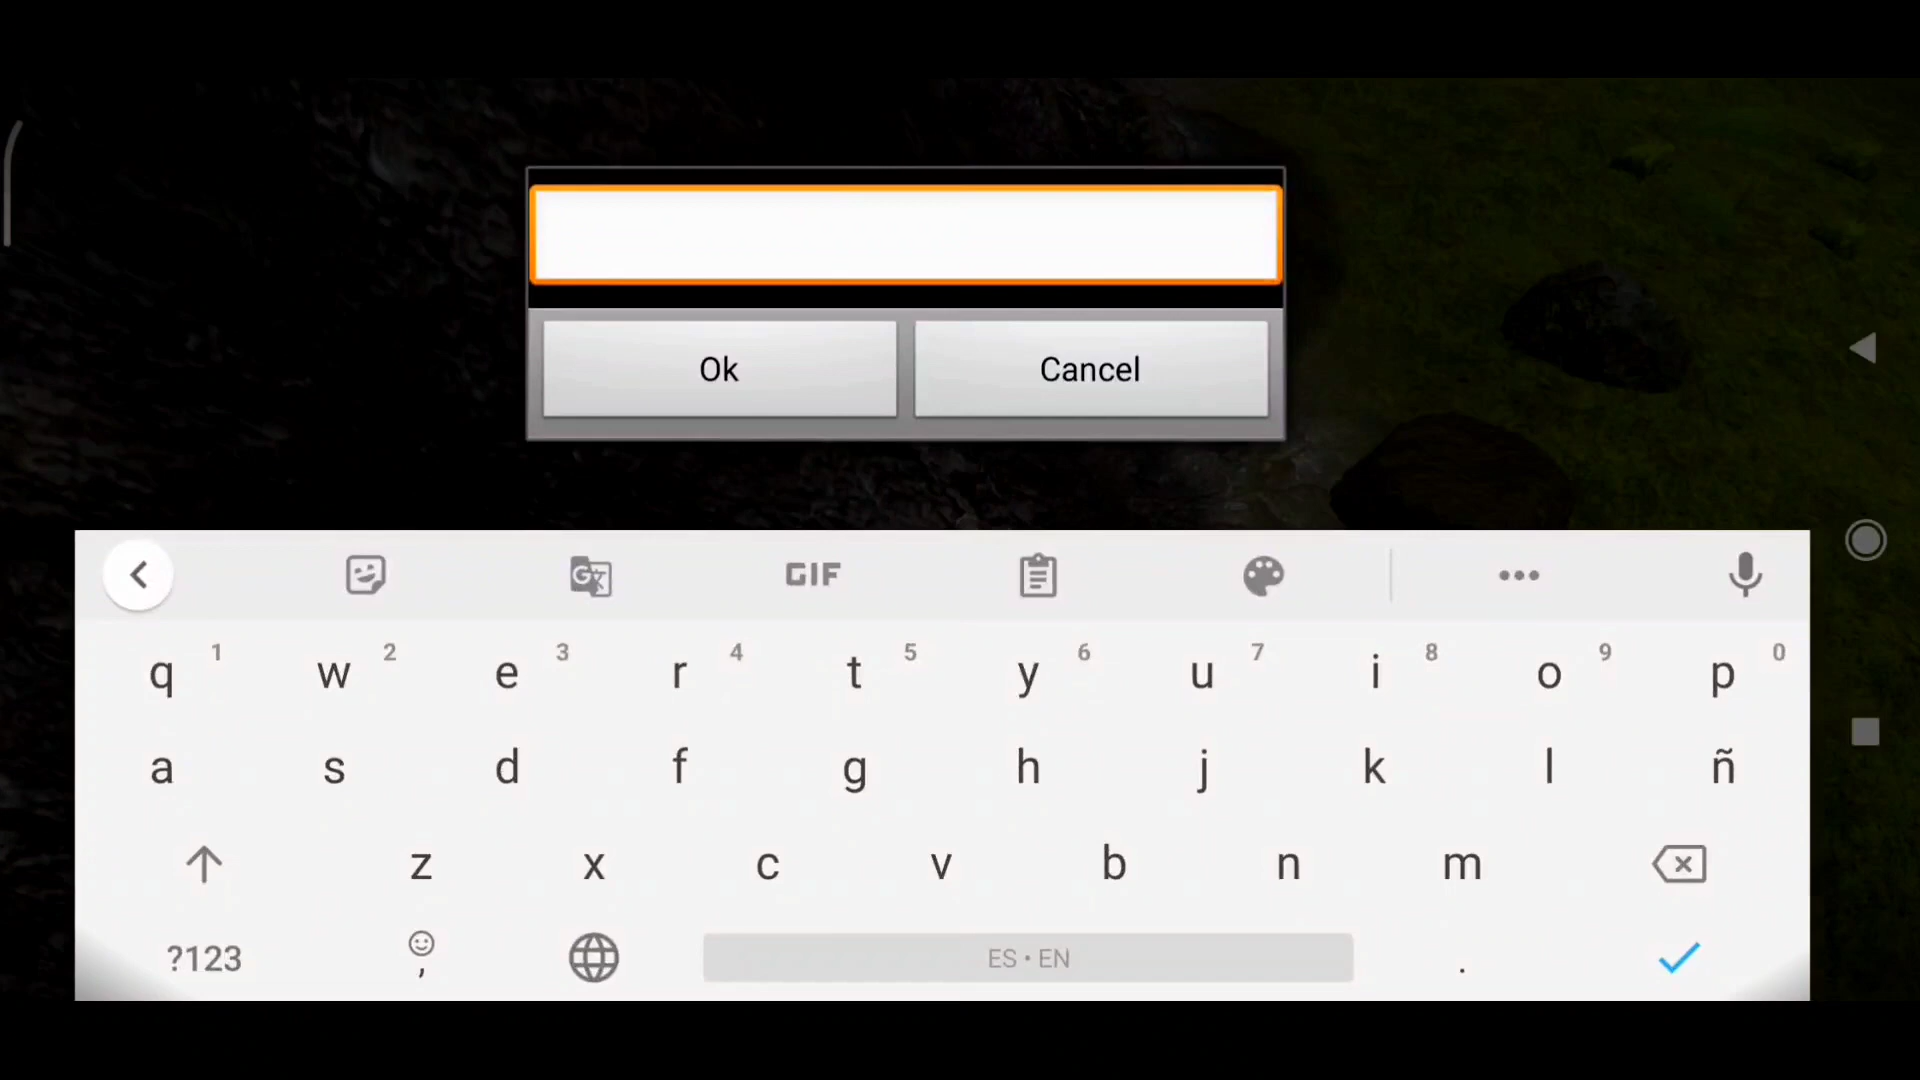 Ok Cancel
GIF
q 1 w 2 e 3 r 4 t 5 y 6 u 7 i 8 o 9 p 0
a s d f g h j k l ñ
z x c v b n m
?123 , ES • EN .